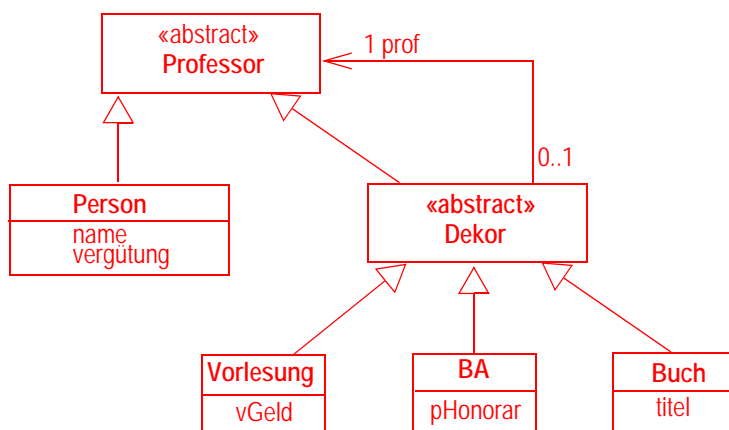 «abstract»
Professor
1 prof
0..1
Person
name
vergütung
«abstract»
Dekor
Vorlesung
vGeld
BA
pHonorar
Buch
titel